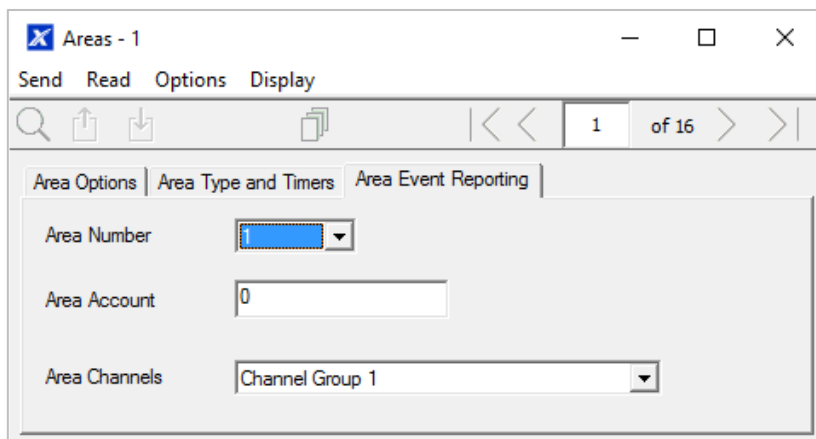 Areas - 1
Send Read Options Display
1 of 16
Area Options Area Type and Timers Area Event Reporting
Area Number 1
Area Account 0
Area Channels Channel Group 1